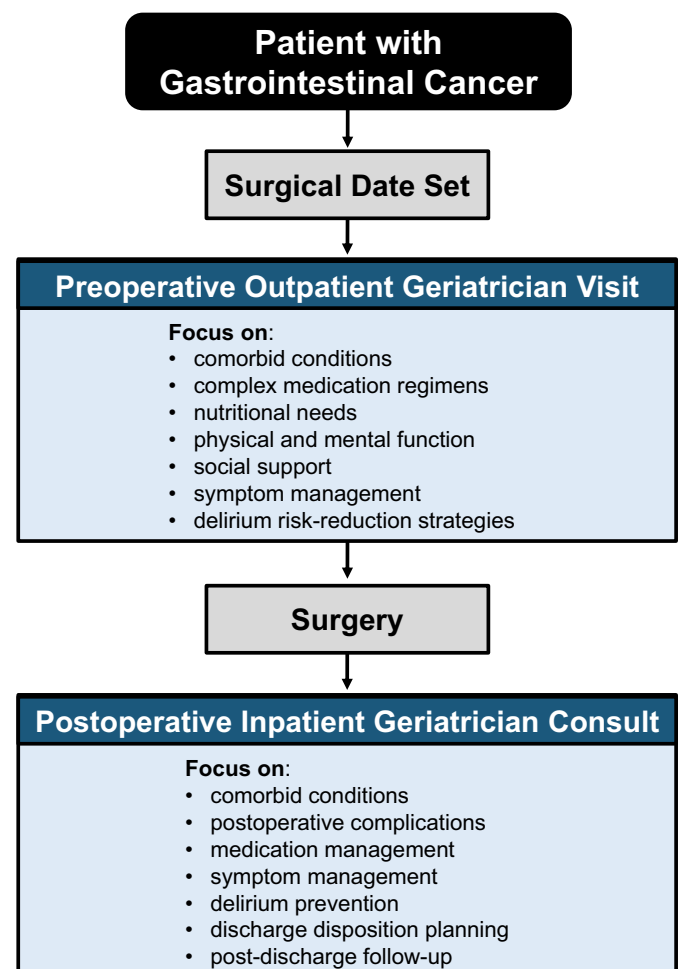 Patient with
Gastrointestinal Cancer
Surgical Date Set
Preoperative Outpatient Geriatrician Visit
Focus on:
• comorbid conditions
• complex medication regimens
• nutritional needs
• physical and mental function
• social support
• symptom management
• delirium risk-reduction strategies
Surgery
Postoperative Inpatient Geriatrician Consult
Focus on:
• comorbid conditions
• postoperative complications
• medication management
• symptom management
• delirium prevention
• discharge disposition planning
• post-discharge follow-up